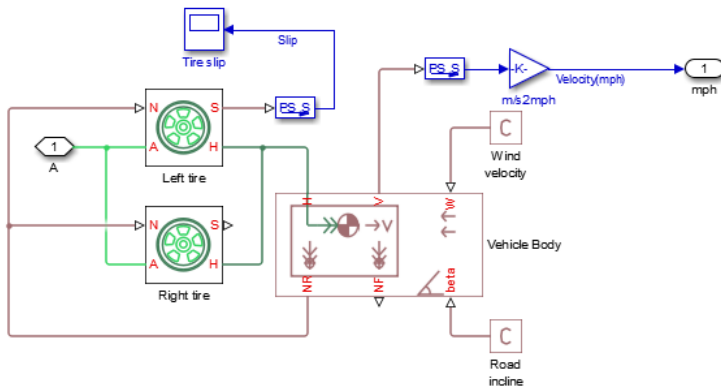 Tire slip
Slip
PS S
PS S
-K-
m/s2mph
Velocity(mph)
1
mph
N
S
A
H
Left tire
1
A
C
Wind
velocity
N
S
A
H
Right tire
H
V
W
V
NR
NF
beta
Vehicle Body
C
Road
incline